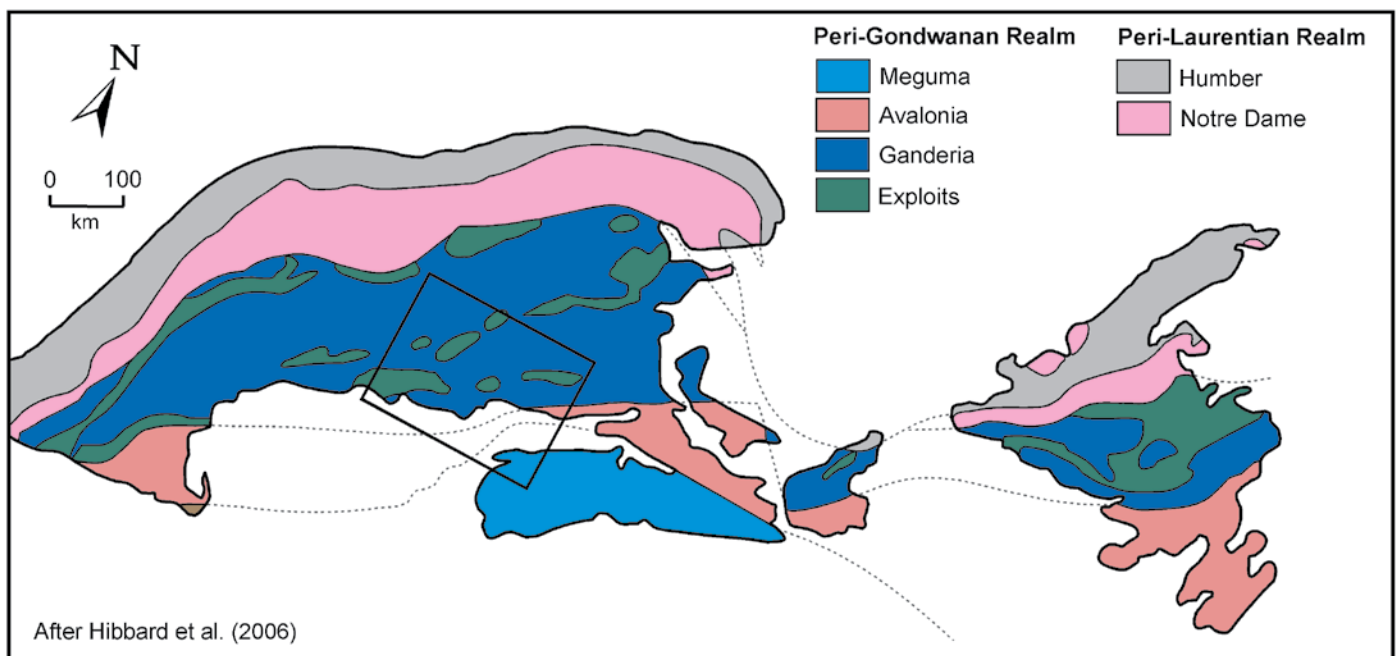 N
0 100
km
Peri-Gondwanan Realm
Meguma
Avalonia
Ganderia
Exploits
Peri-Laurentian Realm
Humber
Notre Dame
After Hibbard et al. (2006)